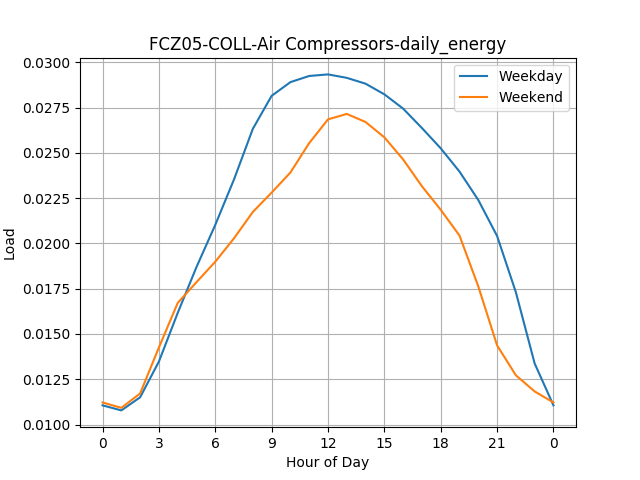 FCZ05-COLL-Air Compressors-daily_energy
Weekday
Weekend
Load
0.0300
0.0275
0.0250
0.0225
0.0200
0.0175
0.0150
0.0125
0.0100
0 3 6 9 12 15 18 21 0
Hour of Day